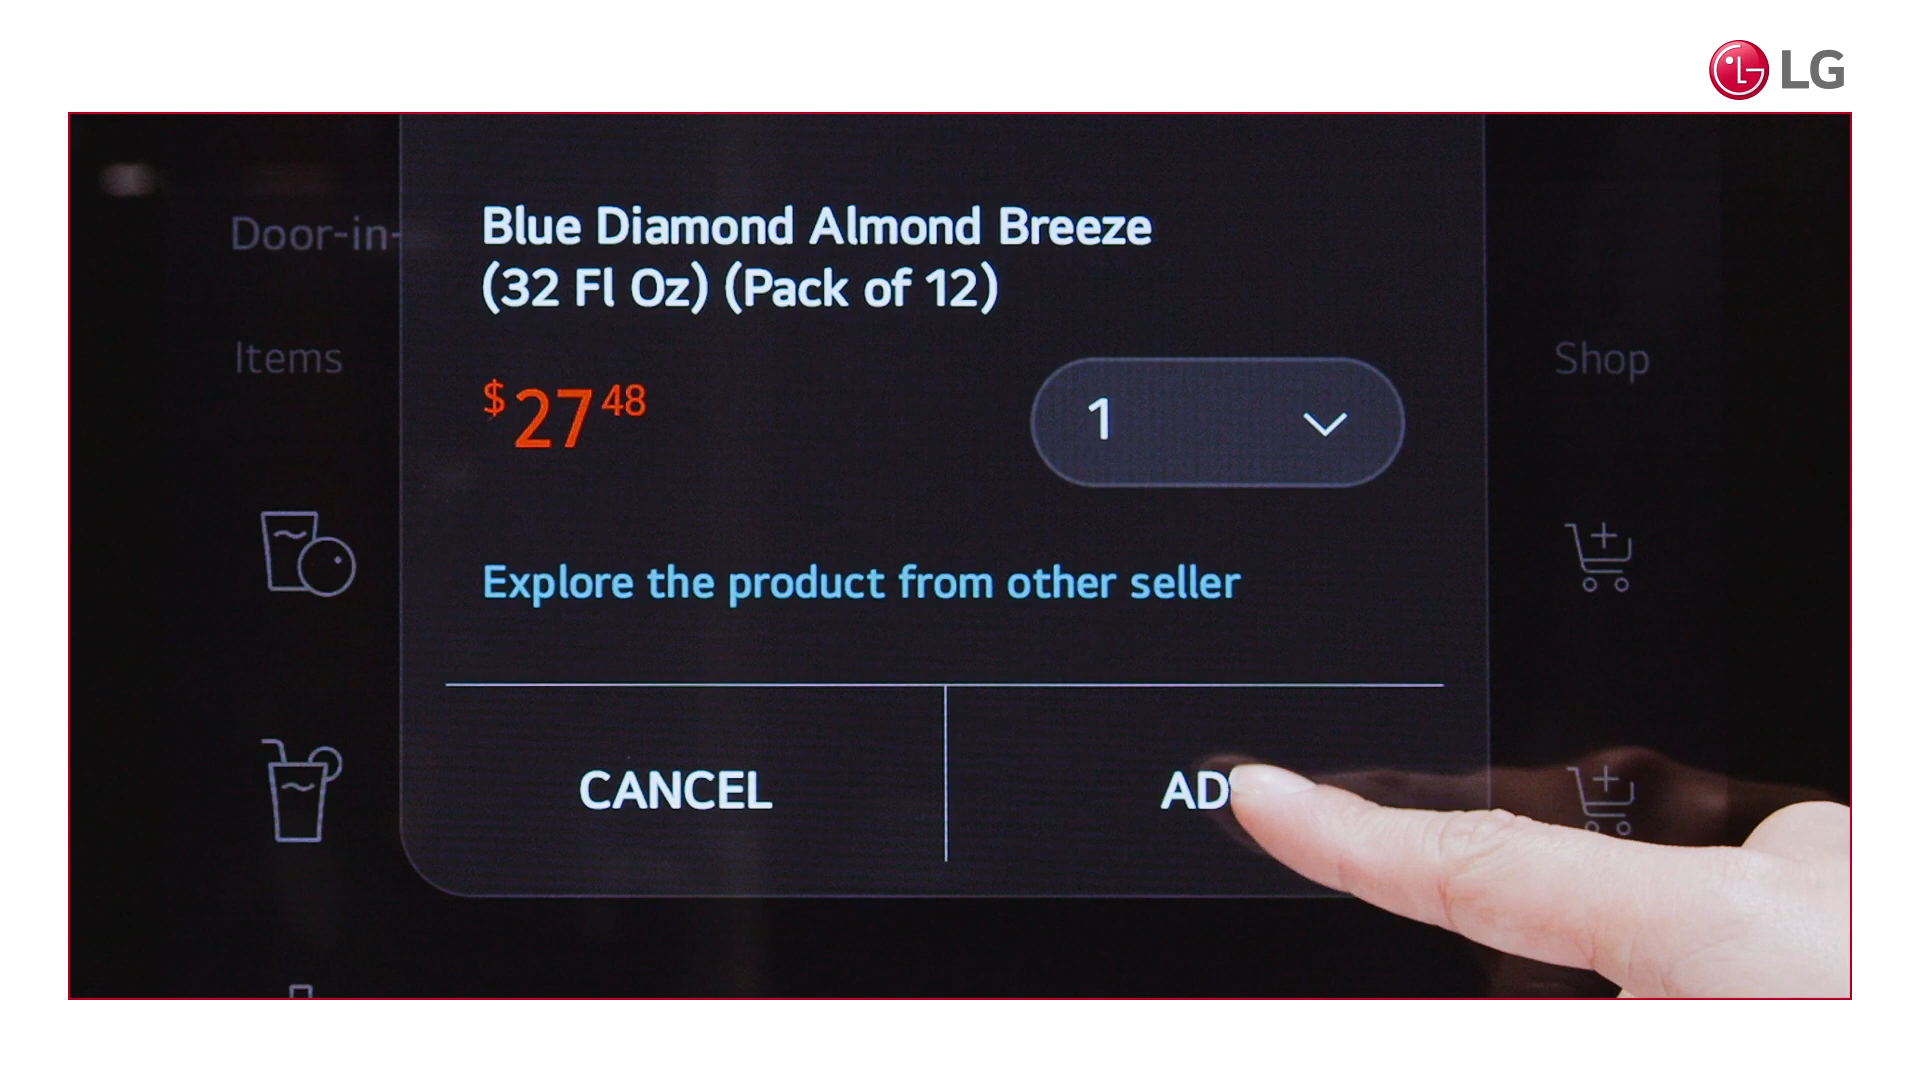 LG
Door-in-
Blue Diamond Almond Breeze
(32 Fl Oz) (Pack of 12)
Items
Shop
$27 48
1
Explore the product from other seller
CANCEL
AD